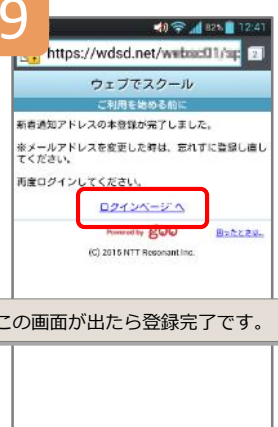 9
82% 12:41
https://wdsd.net/
2
ウェブでスクール
ご利用を始める前に
新着通知アドレスの本登録が完了しました。
※メールアドレスを変更した時は、忘れずに登録し直し
てください。
再度ログインしてください。
ログインページへ
Powered by goo
困ったときは...
(C) 2015 NTT Resonant Inc.
この画面が出たら登録完了です。